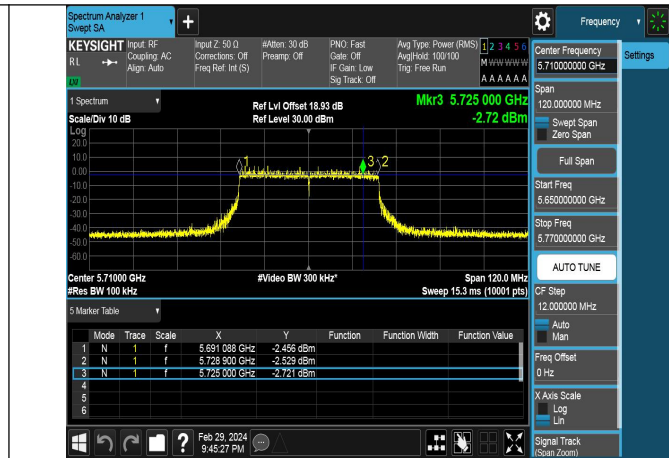 Spectrum Analyzer 1
Swept SA
+
Frequency
KEYSIGHT
RL
LXI
Input: RF
Coupling: AC
Align: Auto
Input Z: 50 Ω
Corrections: Off
Freq Ref: Int (S)
#Atten: 30 dB
Preamp: Off
PNO: Fast
Gate: Off
IF Gain: Low
Sig Track: Off
Avg Type: Power (RMS)
Avg|Hold: 100/100
Trig: Free Run
1 2 3 4 5 6
M W W W W W
A A A A A A
Center Frequency
5.710000000 GHz
Settings
Span
120.000000 MHz
Swept Span
Zero Span
Full Span
Start Freq
5.650000000 GHz
Stop Freq
5.770000000 GHz
AUTO TUNE
CF Step
12.000000 MHz
Auto
Man
Freq Offset
0 Hz
X Axis Scale
Log
Lin
Signal Track
(Span Zoom)
1 Spectrum
Scale/Div 10 dB
Ref Lvl Offset 18.93 dB
Ref Level 30.00 dBm
Mkr3 5.725 000 GHz
-2.72 dBm
Log
20.0
10.0
0.00
-10.0
-20.0
-30.0
-40.0
-50.0
-60.0
1
3
2
Center 5.71000 GHz
#Video BW 300 kHz*
Span 120.0 MHz
#Res BW 100 kHz
Sweep 15.3 ms (10001 pts)
5 Marker Table
Mode Trace Scale X Y Function Function Width Function Value
1 N 1 f 5.691 088 GHz -2.456 dBm
2 N 1 f 5.728 900 GHz -2.529 dBm
3 N 1 f 5.725 000 GHz -2.721 dBm
4
5
6
?
Feb 29, 2024
9:45:27 PM